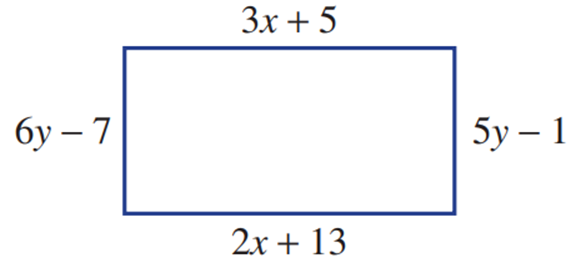 3x + 5
6y – 7
5y – 1
2x + 13